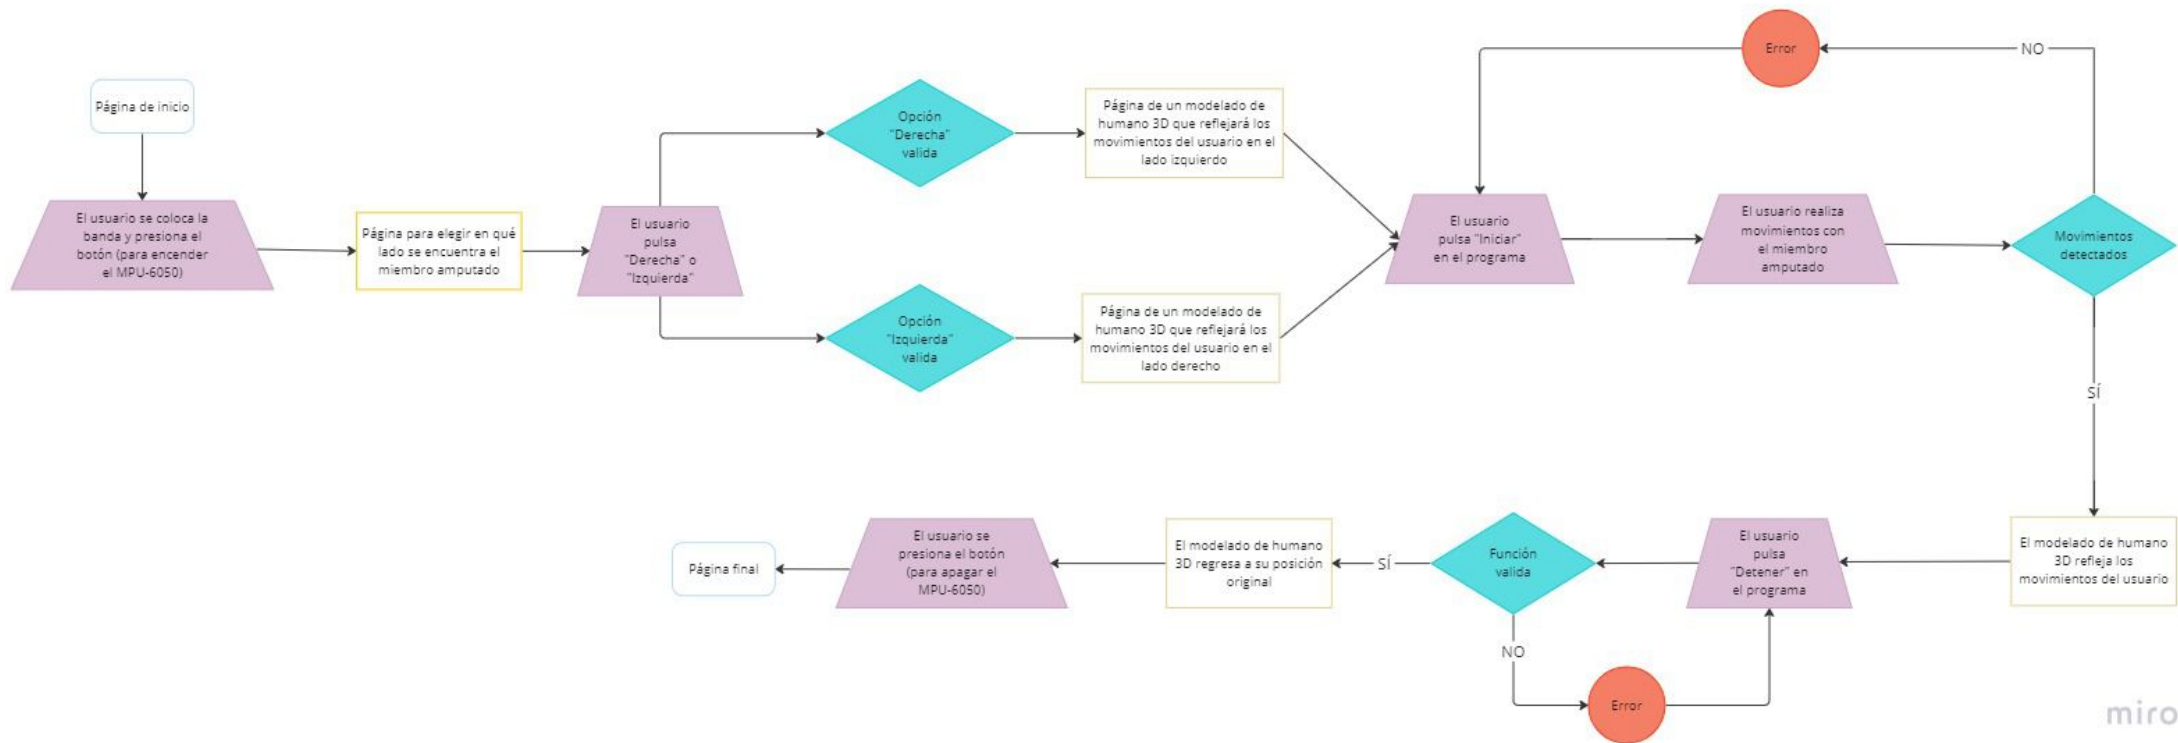 Página de inicio
El usuario se coloca la
banda y presiona el
botón (para encender
el MPU-6050)
Página para elegir en qué
lado se encuentra el
miembro amputado
El usuario
pulsa
"Derecha" o
"Izquierda"
Opción
"Derecha"
valida
Página de un modelado de
humano 3D que reflejará los
movimientos del usuario en el
lado izquierdo
Opción
"Izquierda"
valida
Página de un modelado de
humano 3D que reflejará los
movimientos del usuario en el
lado derecho
El usuario
pulsa "Iniciar"
en el programa
El usuario realiza
movimientos con
el miembro
amputado
Movimientos
detectados
NO
Error
SÍ
El modelado de humano
3D refleja los
movimientos del usuario
El usuario
pulsa
"Detener" en
el programa
Función
valida
NO
Error
SÍ
El modelado de humano
3D regresa a su posición
original
El usuario se
presiona el botón
(para apagar el
MPU-6050)
Página final
miro